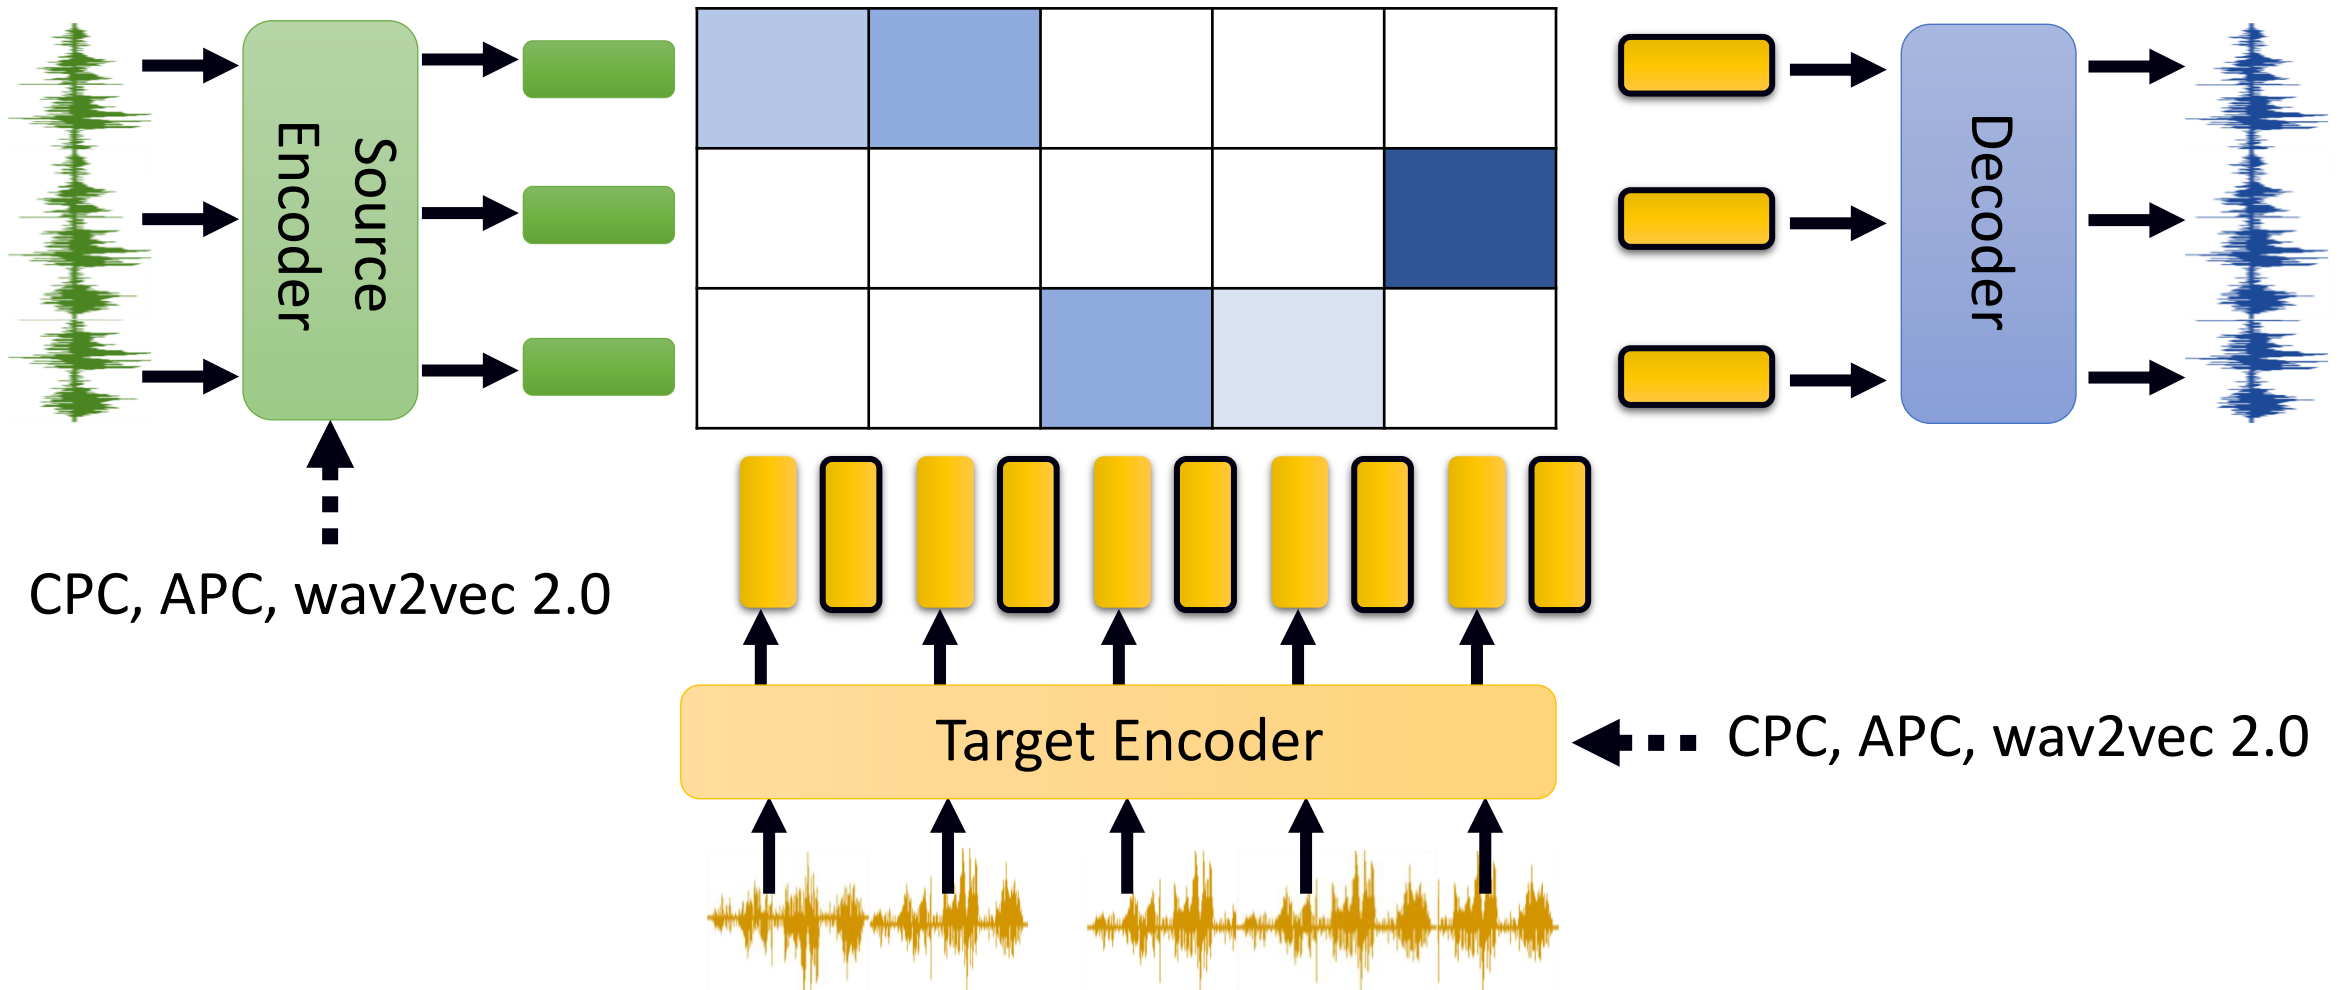 Source
Encoder
Decoder
CPC, APC, wav2vec 2.0
Target Encoder
CPC, APC, wav2vec 2.0